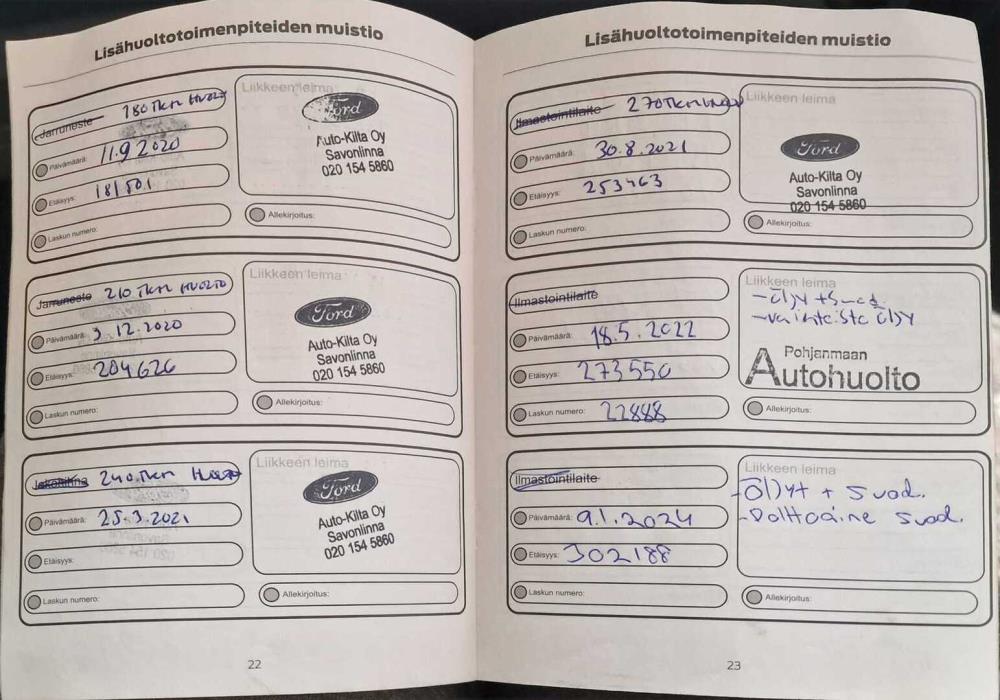 Lisähuoltotoimenpiteiden muistio
Jarruneste 180 TKM HUOLTO
Päivämäärä: 11.9 2020
Etäisyys: 181501
Laskun numero:
Liikkeen leima
Ford
Auto-Kilta Oy
Savonlinna
020 154 5860
Allekirjoitus:
Jarruneste 210 TKM HUOLTO
Päivämäärä: 3.12.2020
Etäisyys: 204626
Laskun numero:
Liikkeen leima
Ford
Auto-Kilta Oy
Savonlinna
020 154 5860
Allekirjoitus:
240 TKM HUOLTO
Päivämäärä: 25.3.2021
Etäisyys:
Laskun numero:
Liikkeen leima
Ford
Auto-Kilta Oy
Savonlinna
020 154 5860
Allekirjoitus:
22
Lisähuoltotoimenpiteiden muistio
Ilmastointilaite 270 TKM
Päivämäärä: 30.8.2021
Etäisyys: 253463
Laskun numero:
Liikkeen leima
Ford
Auto-Kilta Oy
Savonlinna
020 154 5860
Allekirjoitus:
Ilmastointilaite
Päivämäärä: 18.5.2022
Etäisyys: 273550
Laskun numero: 22888
Liikkeen leima
- öljy + suod.
- vaihteisto öljy
Pohjanmaan
Autohuolto
Allekirjoitus:
Ilmastointilaite
Päivämäärä: 9.1.2024
Etäisyys: 302188
Laskun numero:
Liikkeen leima
- Öljyt + suod.
- Polttoaine suod.
Allekirjoitus:
23